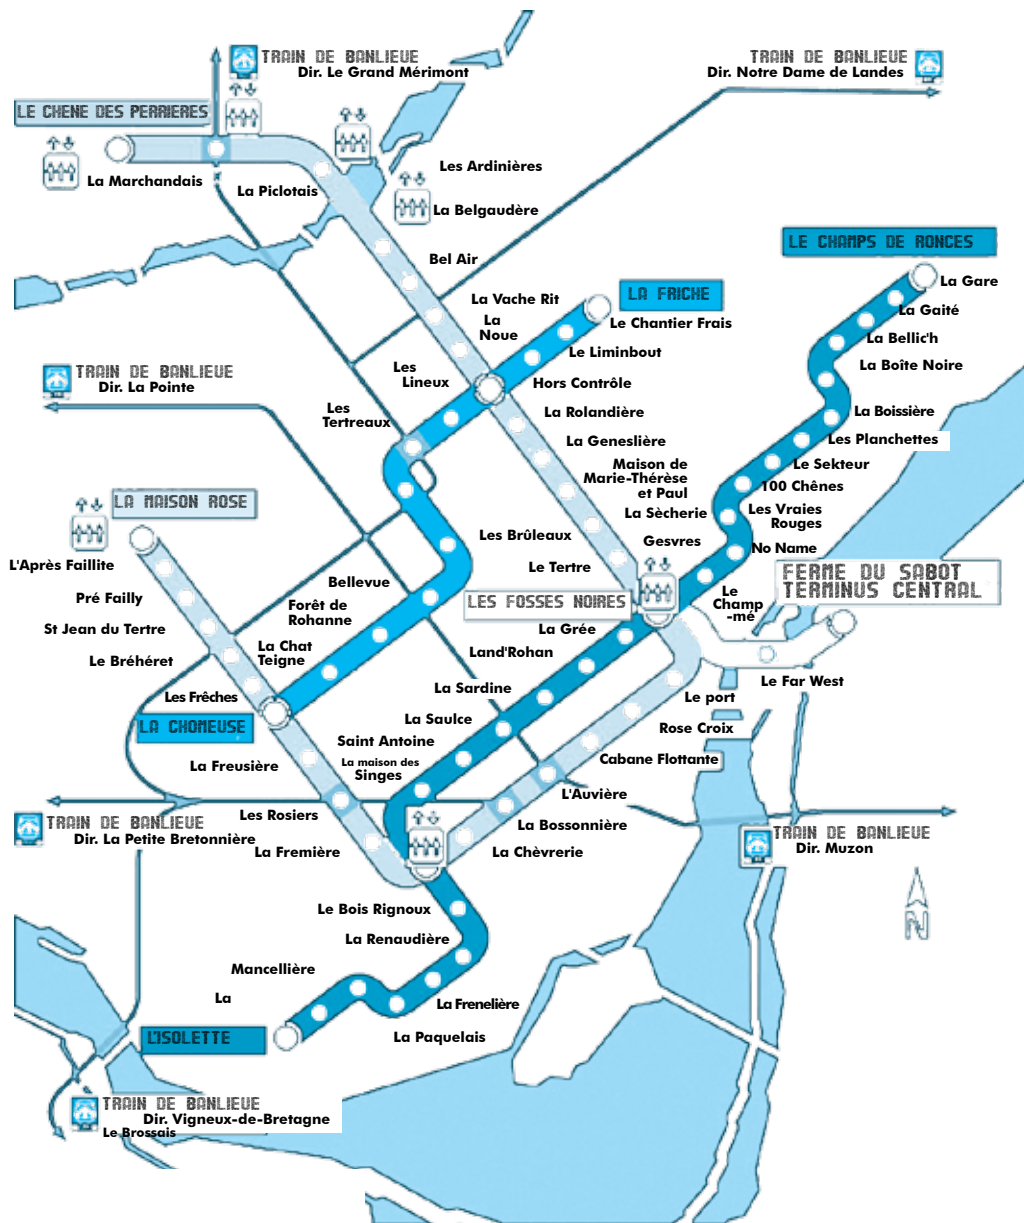 TRAIN DE BANLIEUE
Dir. Le Grand Mérimont
TRAIN DE BANLIEUE
Dir. Notre Dame de Landes
LE CHENE DES PERRIERES
La Marchandais
La Piclotais
Les Ardinières
La Belgaudère
Bel Air
LE CHAMPS DE RONCES
La Gare
La Gaité
La Bellic'h
La Boîte Noire
La Boissière
Les Planchettes
Le Sekteur
100 Chênes
Les Vraies
Rouges
No Name
Le
Champ
-mé
LA FRICHE
La Vache Rit
La
Noue
Le Chantier Frais
Le Liminbout
Hors Contrôle
Les
Lineux
Les
Tertreaux
La Rolandière
La Geneslière
Maison de
Marie-Thérèse
et Paul
La Sècherie
Gesvres
Les Brûleaux
Le Tertre
TRAIN DE BANLIEUE
Dir. La Pointe
LA MAISON ROSE
L'Après Faillite
Pré Failly
St Jean du Tertre
Le Bréhéret
Les Frêches
Bellevue
Forêt de
Rohanne
La Chat
Teigne
LES FOSSES NOIRES
FERME DU SABOT
TERMINUS CENTRAL
La Grée
Land'Rohan
La Sardine
La Saulce
Saint Antoine
La maison des
Singes
Le Far West
Le port
Rose Croix
Cabane Flottante
L'Auvière
La Bossonnière
La Chèvrerie
LA CHOMEUSE
La Freusière
Les Rosiers
La Fremière
TRAIN DE BANLIEUE
Dir. La Petite Bretonnière
TRAIN DE BANLIEUE
Dir. Muzon
N
Le Bois Rignoux
La Renaudière
Mancellière
La
La Frenelière
La Paquelais
L'ISOLETTE
TRAIN DE BANLIEUE
Dir. Vigneux-de-Bretagne
Le Brossais